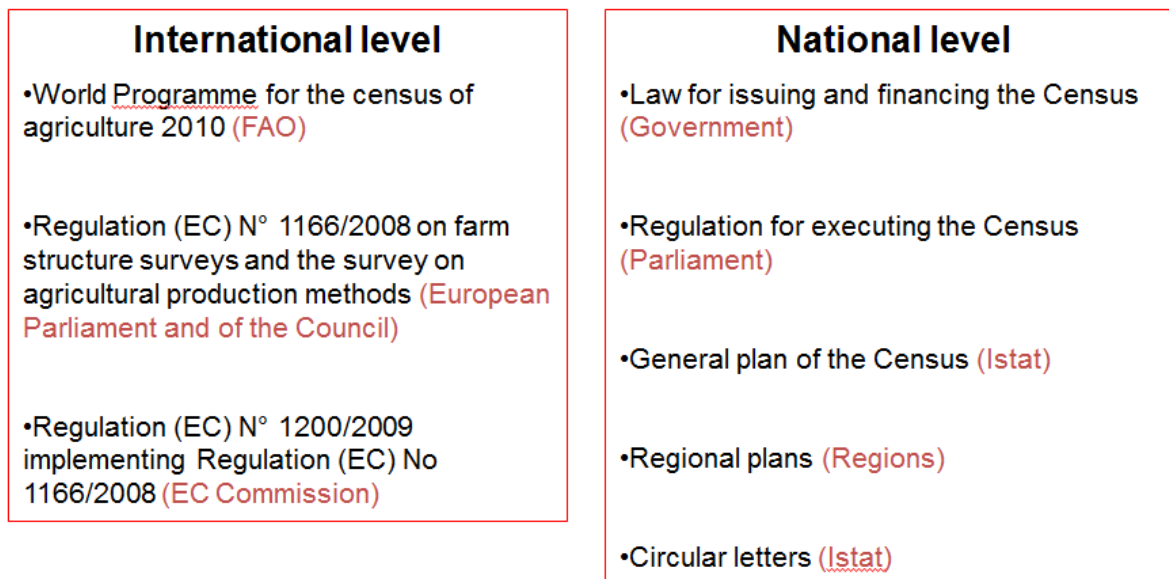 International level
•World Programme for the census of
agriculture 2010 (FAO)
•Regulation (EC) N° 1166/2008 on farm
structure surveys and the survey on
agricultural production methods (European
Parliament and of the Council)
•Regulation (EC) N° 1200/2009
implementing Regulation (EC) No
1166/2008 (EC Commission)
National level
•Law for issuing and financing the Census
(Government)
•Regulation for executing the Census
(Parliament)
•General plan of the Census (Istat)
•Regional plans (Regions)
•Circular letters (Istat)